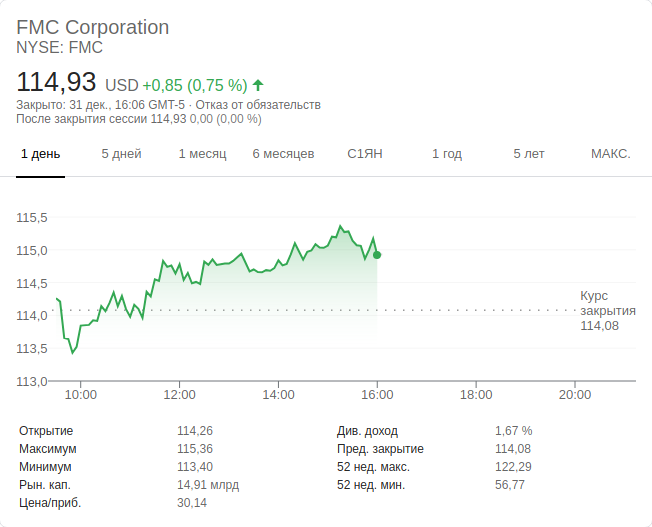 FMC Corporation
NYSE: FMC
114,93 USD +0,85 (0,75 %)
Закрыто: 31 дек., 16:06 GMT-5 · Отказ от обязательств
После закрытия сессии 114,93 0,00 (0,00 %)
1 день 5 дней 1 месяц 6 месяцев С1ЯН 1 год 5 лет МАКС.
115,5
115,0
114,5
114,0
113,5
113,0
Курс
закрытия
114,08
10:00 12:00 14:00 16:00 18:00 20:00
Открытие 114,26 Див. доход 1,67 %
Максимум 115,36 Пред. закрытие 114,08
Минимум 113,40 52 нед. макс. 122,29
Рын. кап. 14,91 млрд 52 нед. мин. 56,77
Цена/приб. 30,14